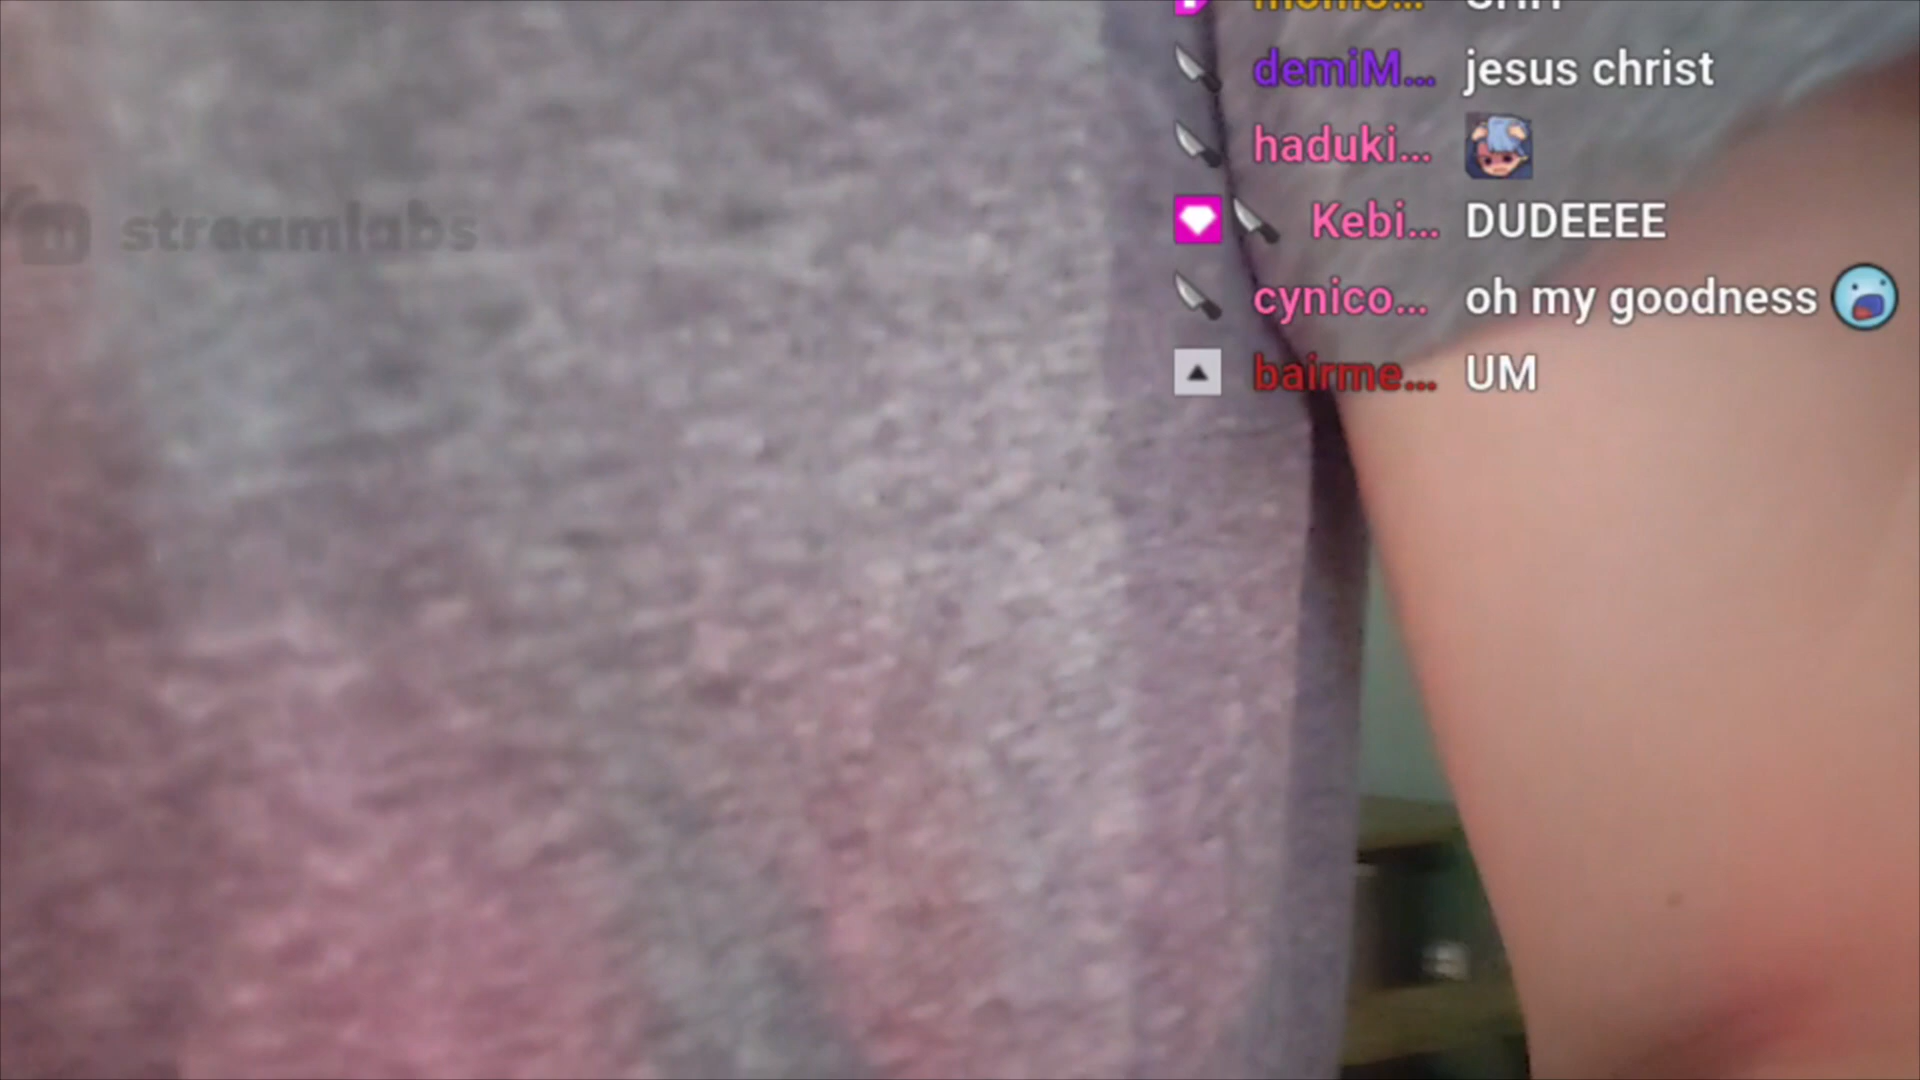 demiM... jesus christ
haduki...
streamlabs
Kebi... DUDEEEE
cynico... oh my goodness
bairme... UM